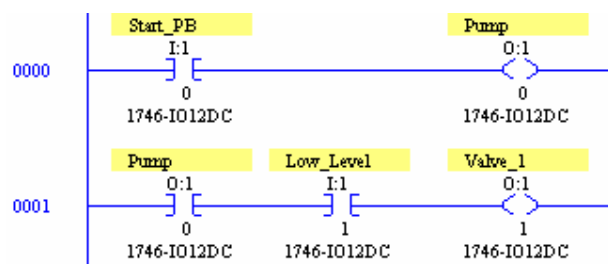 Start_PB Pump
I:1 O:1
0000
0 0
1746-IO12DC 1746-IO12DC
Pump Low_Level Valve_1
O:1 I:1 O:1
0001
0 1 1
1746-IO12DC 1746-IO12DC 1746-IO12DC